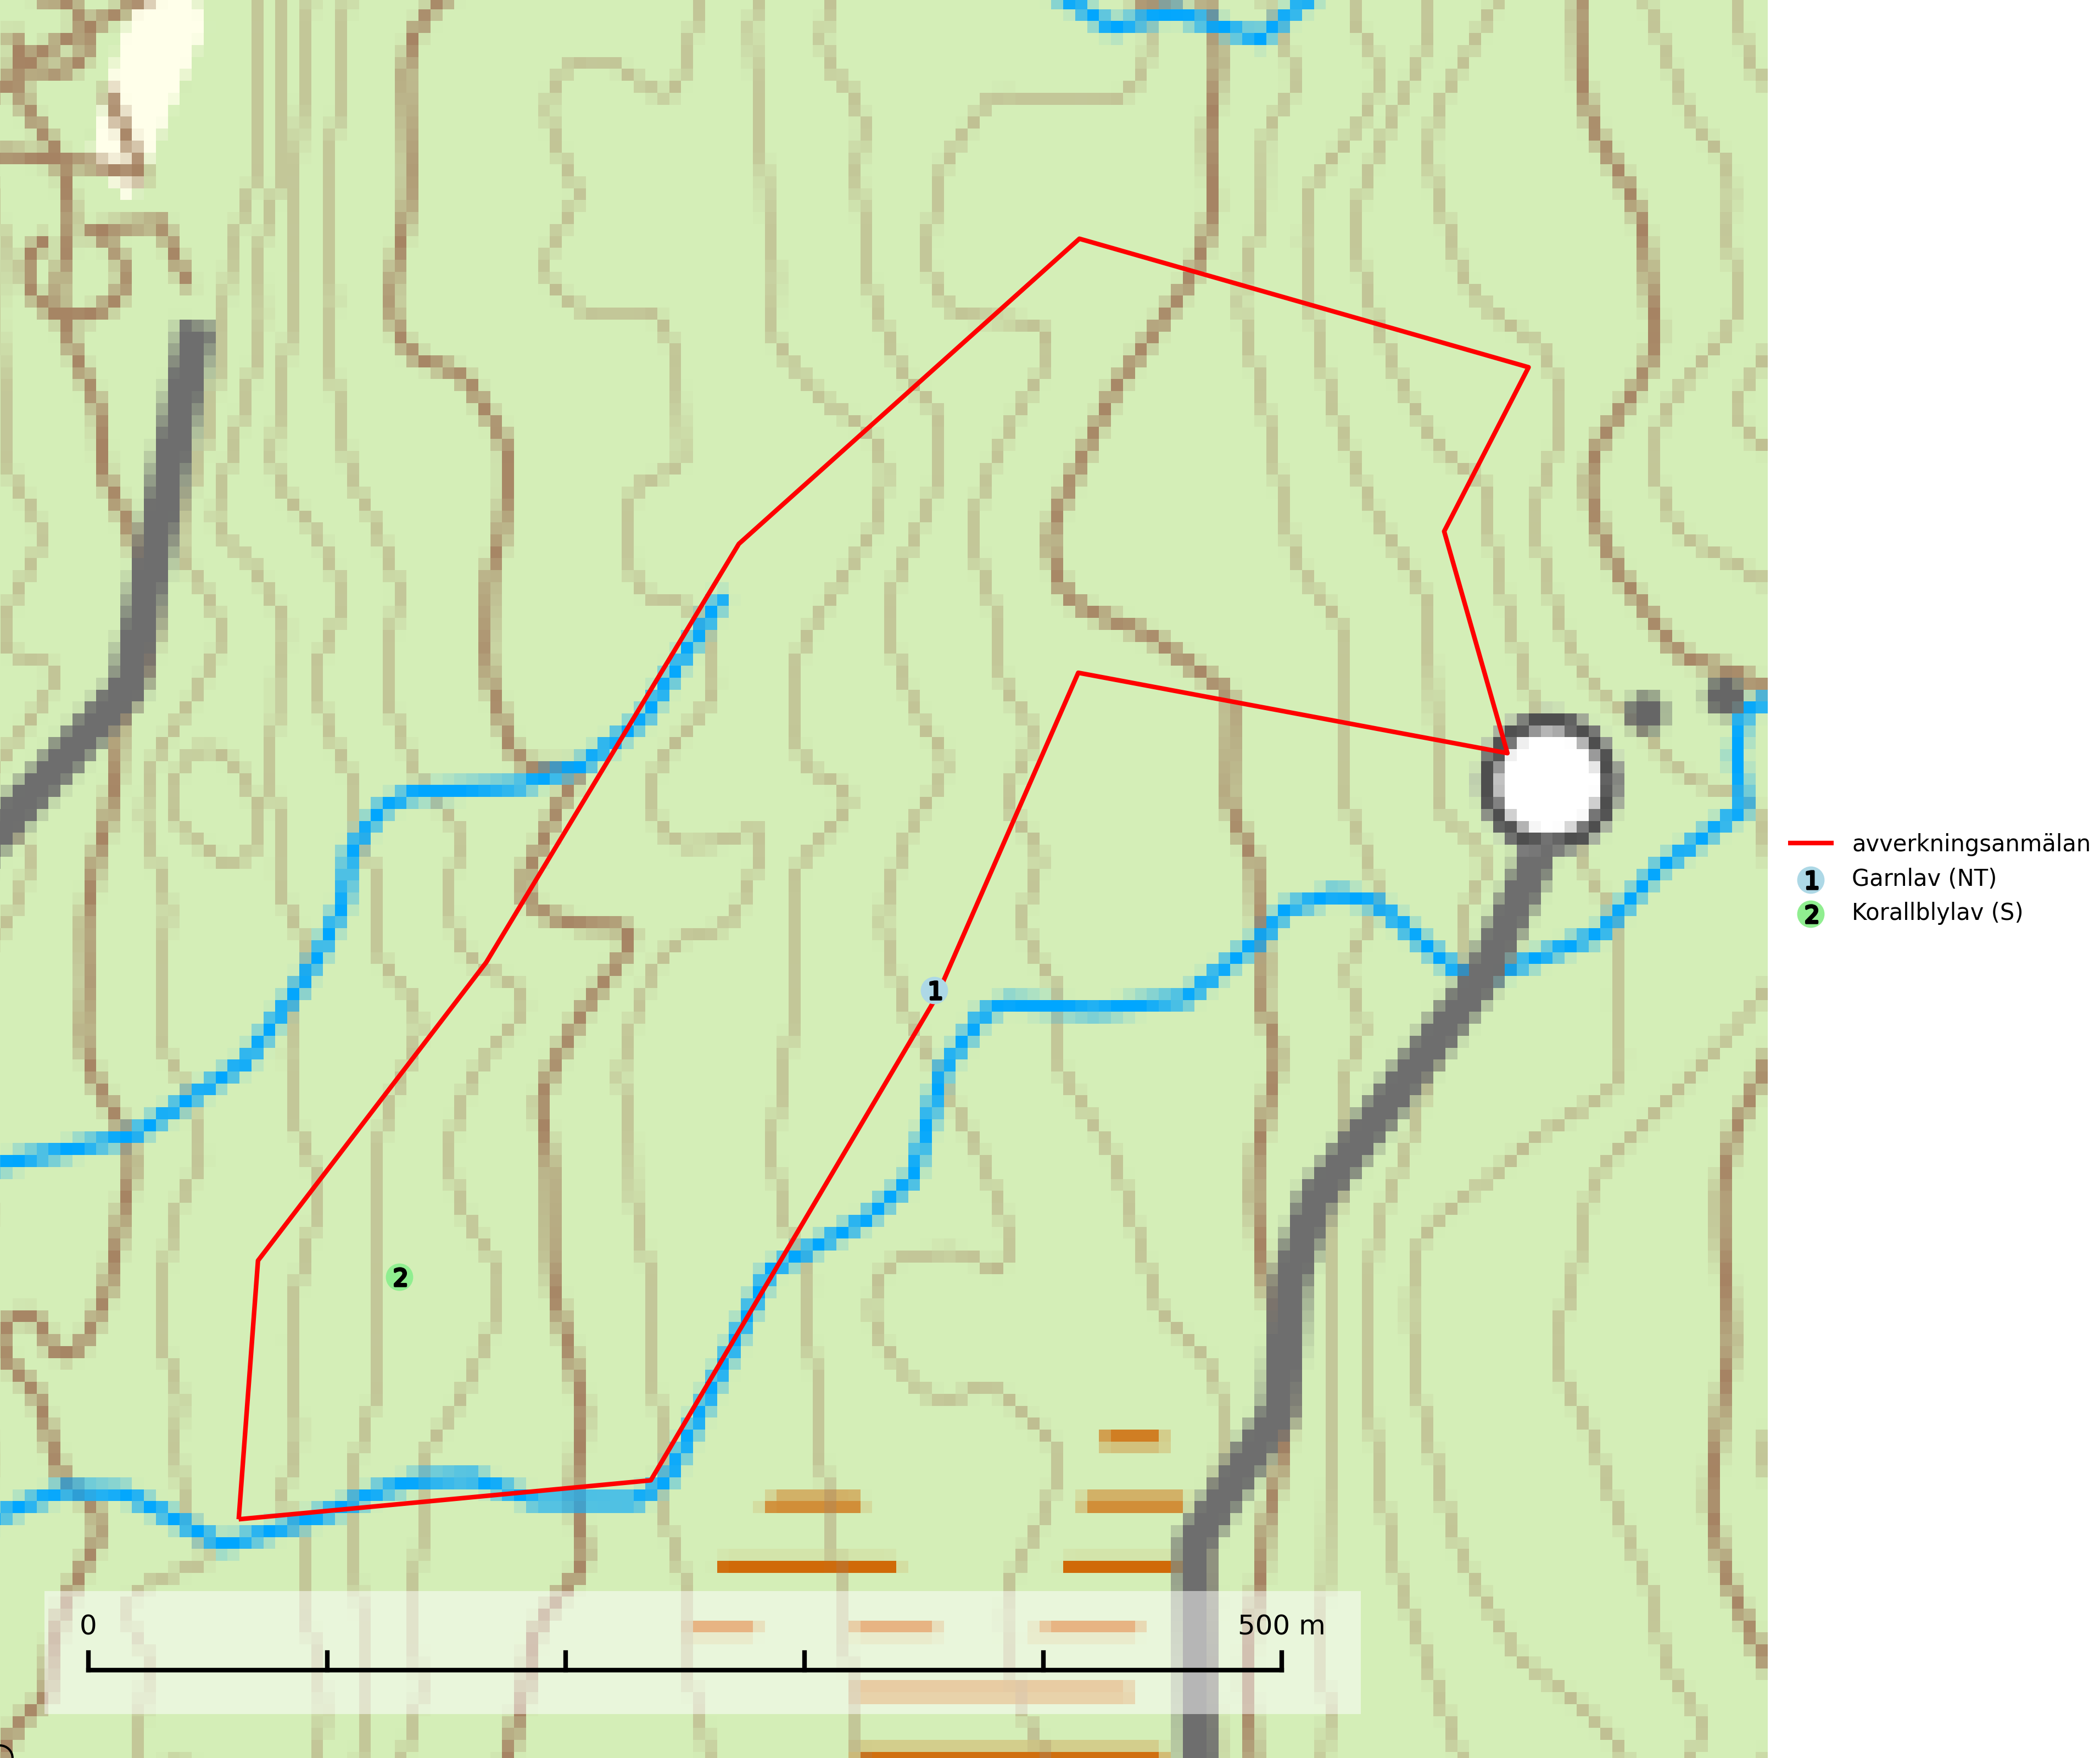 1
2
avverkningsanmälan
1 Garnlav (NT)
2 Korallblylav (S)
0 500 m